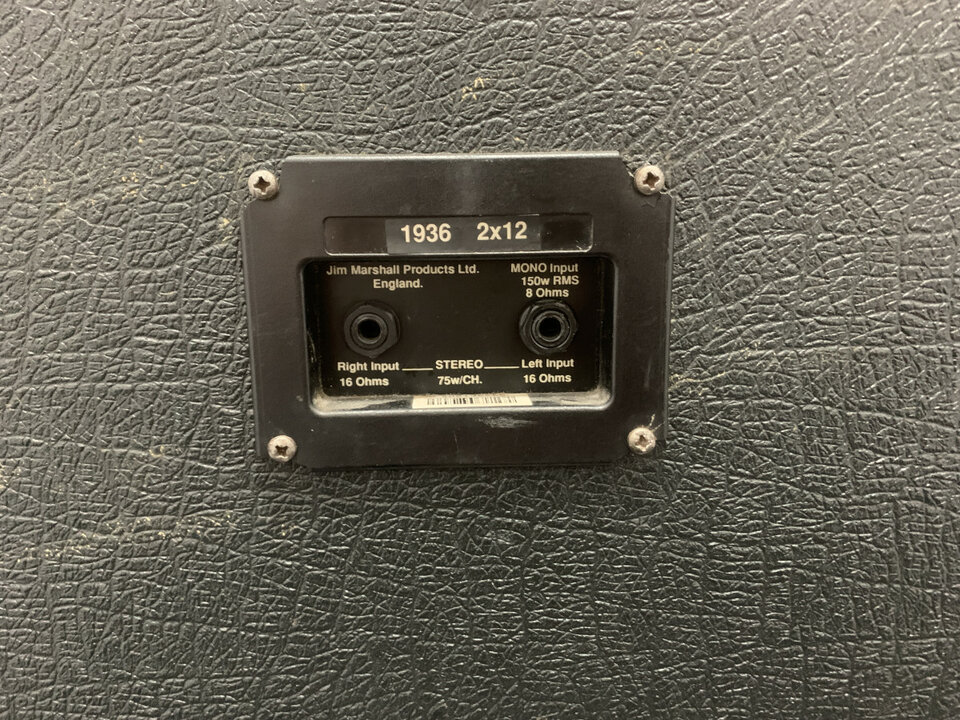 1936 2x12
Jim Marshall Products Ltd.
England.
MONO Input
150w RMS
8 Ohms
Right Input STEREO Left Input
16 Ohms 75w/CH. 16 Ohms